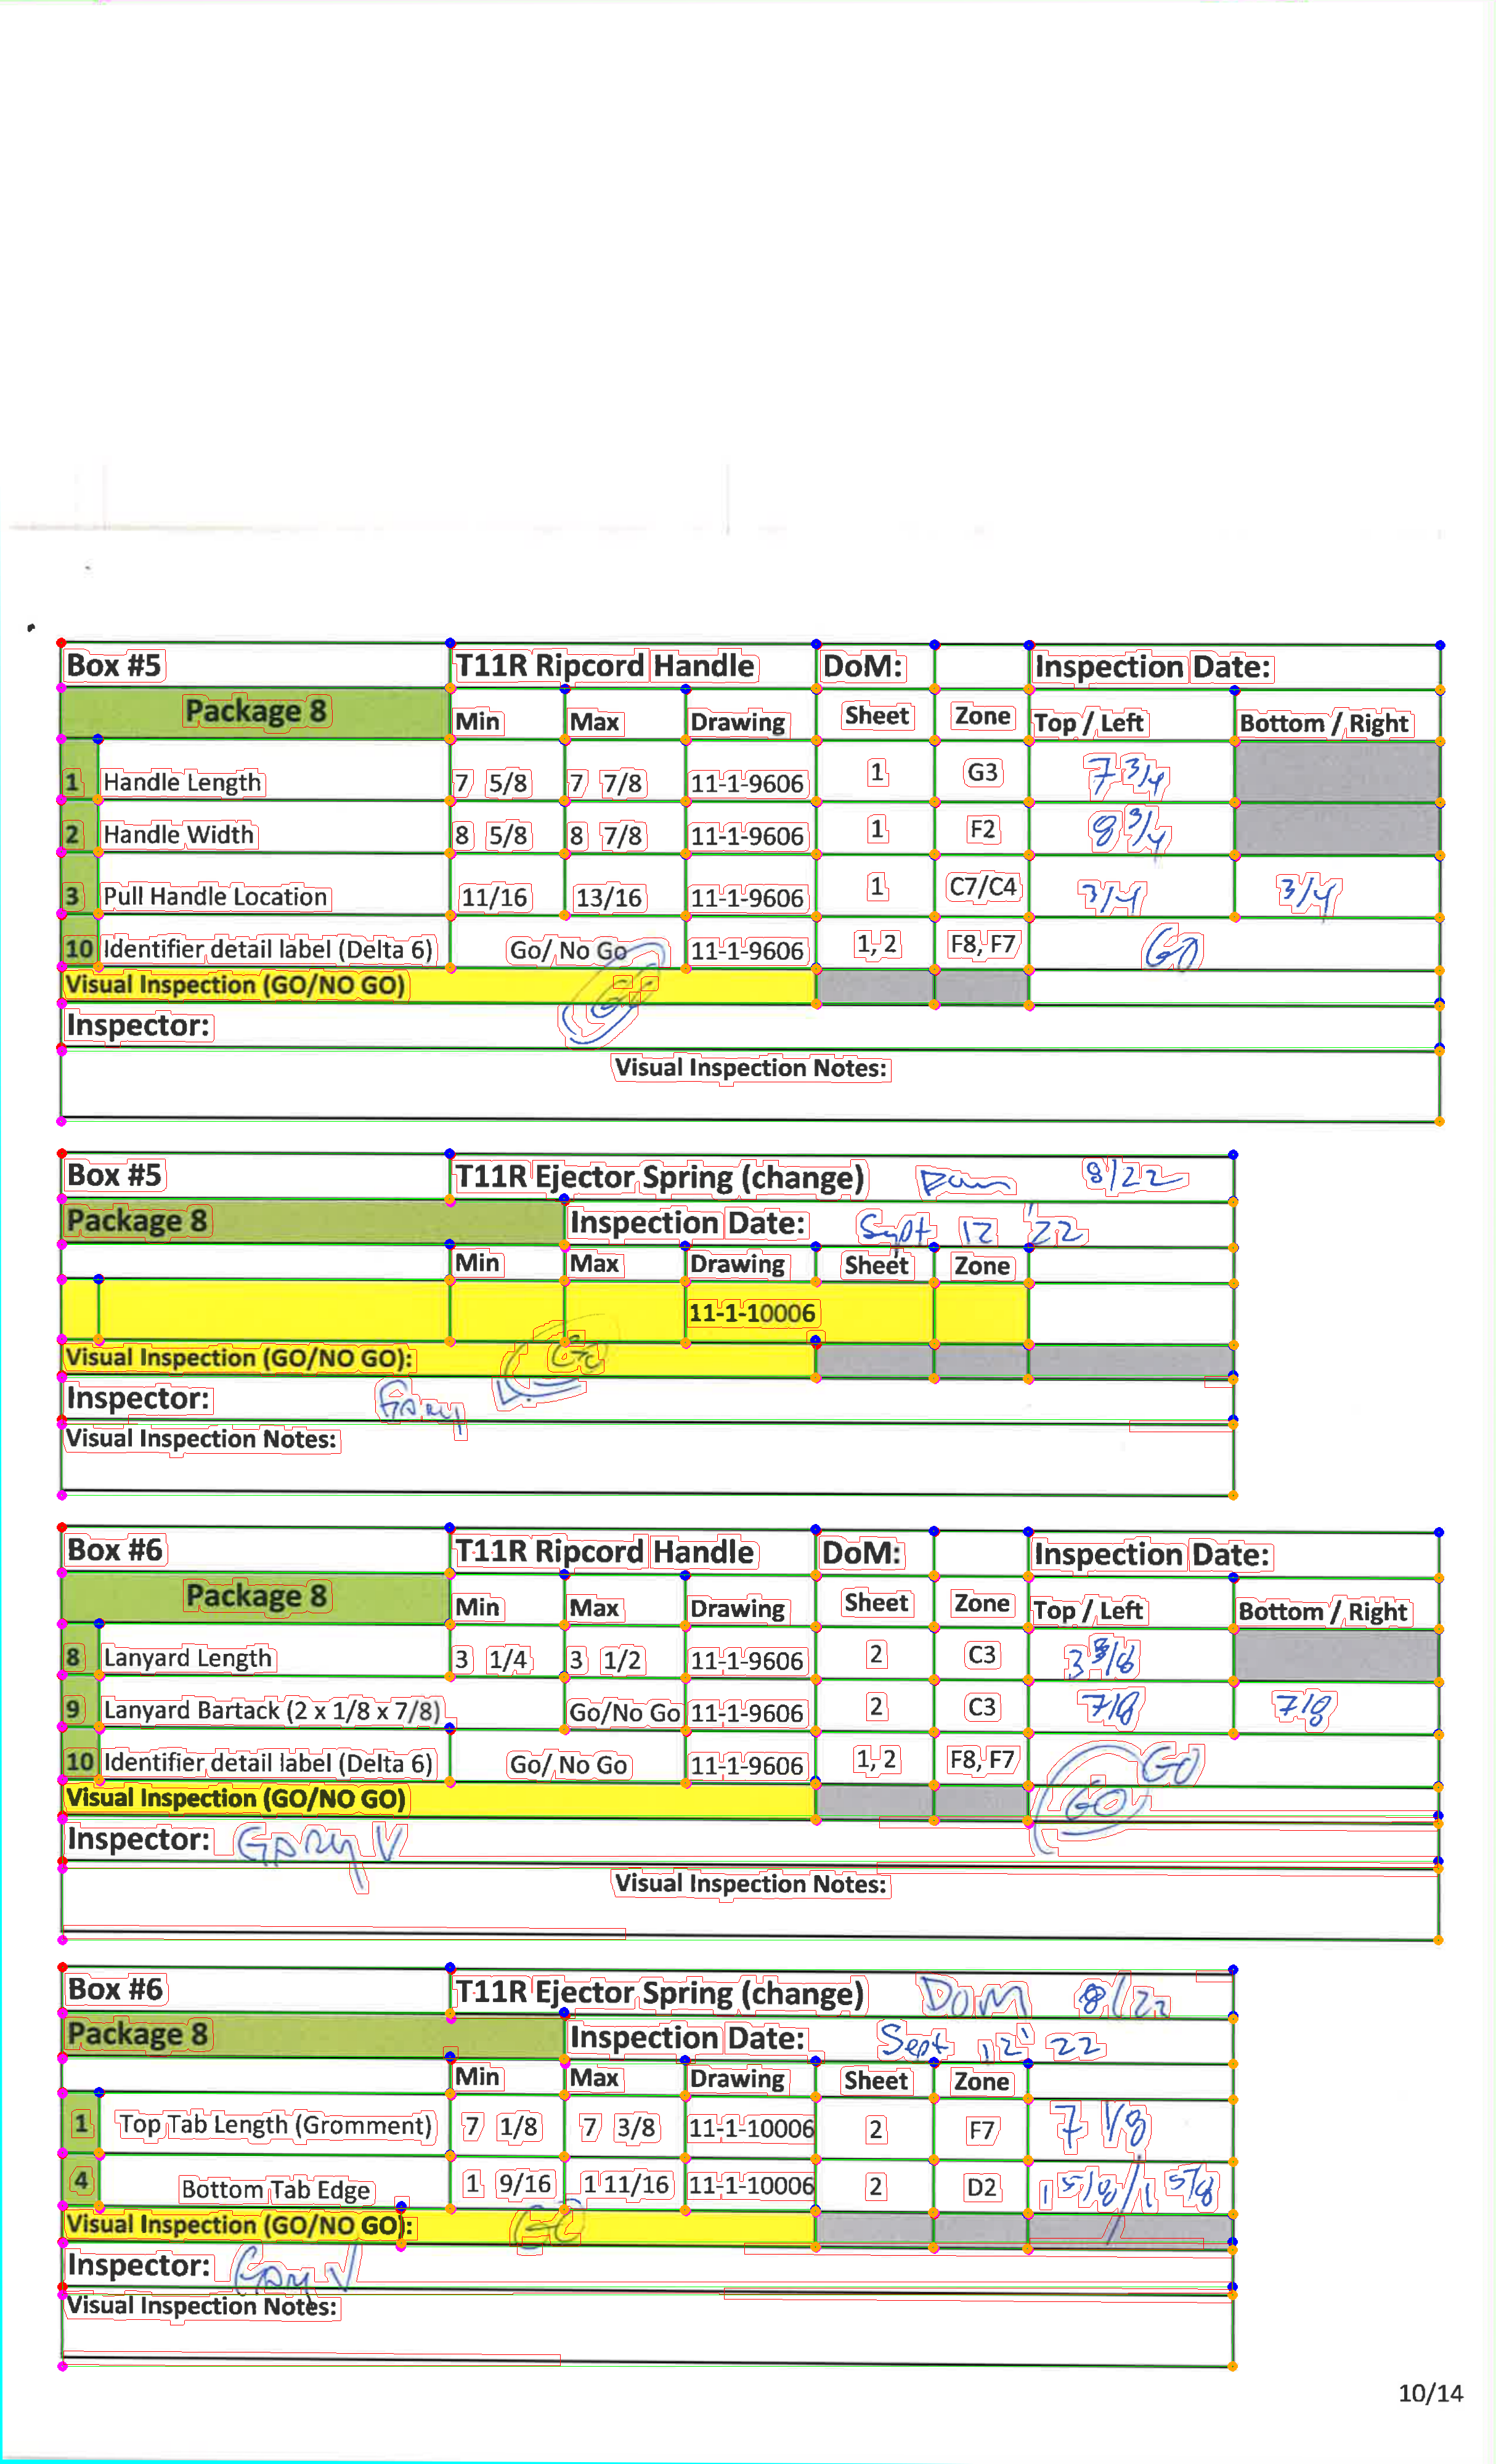 Box #5 T11R Ripcord Handle DoM: Inspection Date:
Package 8 Min Max Drawing Sheet Zone Top / Left Bottom / Right
1 Handle Length 7 5/8 7 7/8 11-1-9606 1 G3 7 3/4
2 Handle Width 8 5/8 8 7/8 11-1-9606 1 F2 8 3/4
3 Pull Handle Location 11/16 13/16 11-1-9606 1 C7/C4 3/4 3/4
10 Identifier detail label (Delta 6) Go/ No Go 11-1-9606 1, 2 F8, F7 GO
Visual Inspection (GO/NO GO) Go
Inspector:
Visual Inspection Notes:
Box #5 T11R Ejector Spring (change) 8/22
Package 8 Inspection Date: Sept 12 '22
Min Max Drawing Sheet Zone
11-1-10006
Visual Inspection (GO/NO GO): Go
Inspector: Gary
Visual Inspection Notes:
Box #6 T11R Ripcord Handle DoM: Inspection Date:
Package 8 Min Max Drawing Sheet Zone Top / Left Bottom / Right
8 Lanyard Length 3 1/4 3 1/2 11-1-9606 2 C3
9 Lanyard Bartack (2 x 1/8 x 7/8) Go/No Go 11-1-9606 2 C3 7/8 7/8
10 Identifier detail label (Delta 6) Go/ No Go 11-1-9606 1, 2 F8, F7 GO
Visual Inspection (GO/NO GO) GO
Inspector: Gary V
Visual Inspection Notes:
Box #6 T11R Ejector Spring (change) DOM 8/22
Package 8 Inspection Date: Sept 12 '22
Min Max Drawing Sheet Zone
1 Top Tab Length (Gromment) 7 1/8 7 3/8 11-1-10006 2 F7 7 1/8
4 Bottom Tab Edge 1 9/16 1 11/16 11-1-10006 2 D2 1 5/8 / 1 5/8
Visual Inspection (GO/NO GO): GO
Inspector: Gary V
Visual Inspection Notes:
10/14